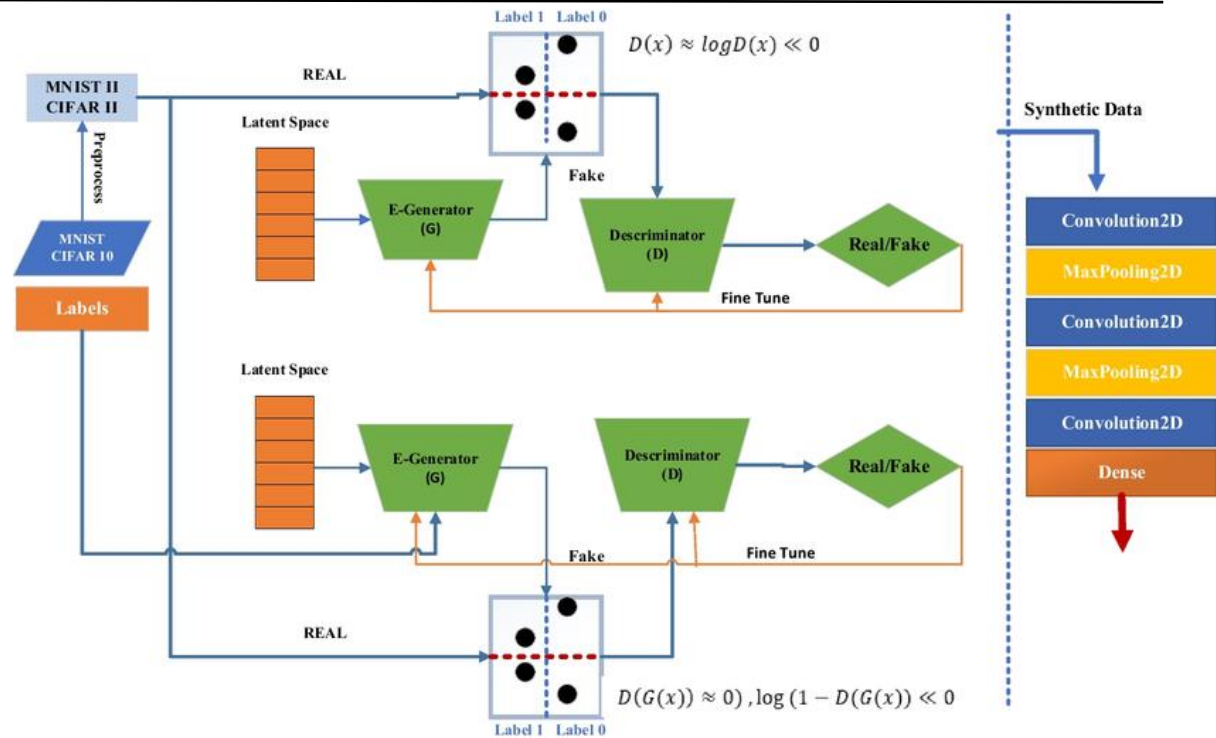 Label 1 Label 0
D(x) ≈ logD(x) ≪ 0
MNIST II
CIFAR II
REAL
Preprocess
Latent Space
Synthetic Data
Fake
E-Generator
(G)
Descriminator
(D)
Real/Fake
MNIST
CIFAR 10
Labels
Fine Tune
Convolution2D
MaxPooling2D
Convolution2D
MaxPooling2D
Convolution2D
Dense
Latent Space
E-Generator
(G)
Descriminator
(D)
Real/Fake
Fake
Fine Tune
REAL
D(G(x)) ≈ 0) , log (1 − D(G(x)) ≪ 0
Label 1 Label 0